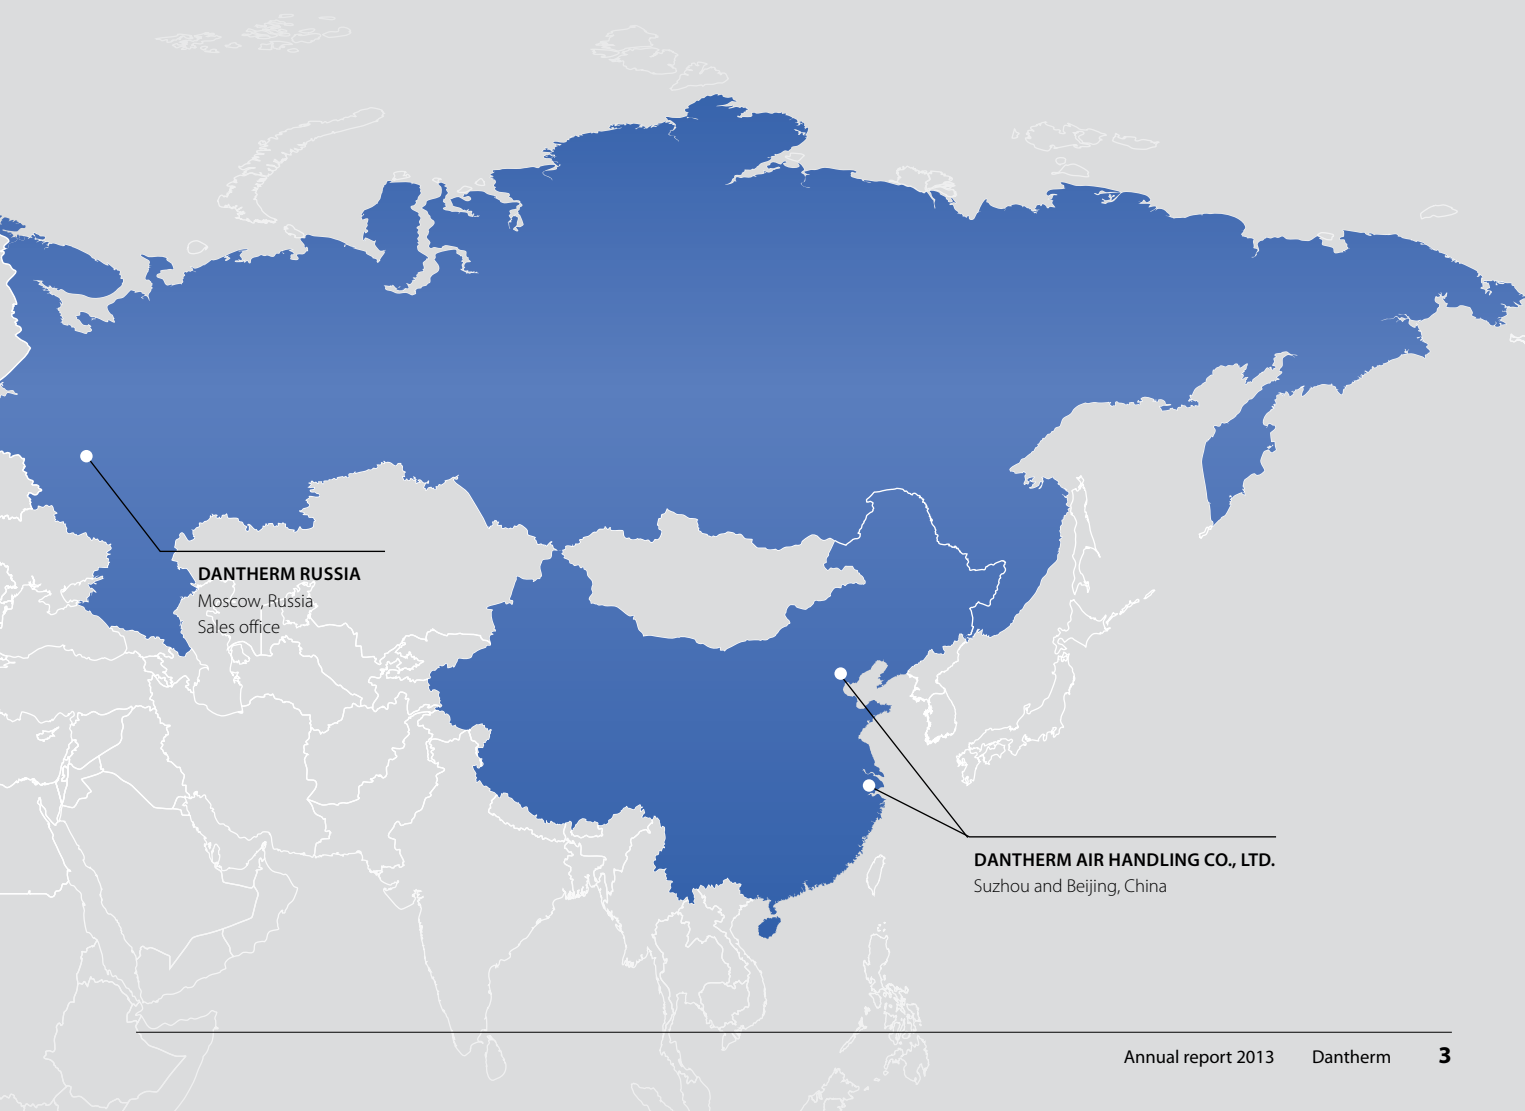 DANTHERM RUSSIA
Moscow, Russia
Sales office
DANTHERM AIR HANDLING CO., LTD.
Suzhou and Beijing, China
Annual report 2013 Dantherm 3